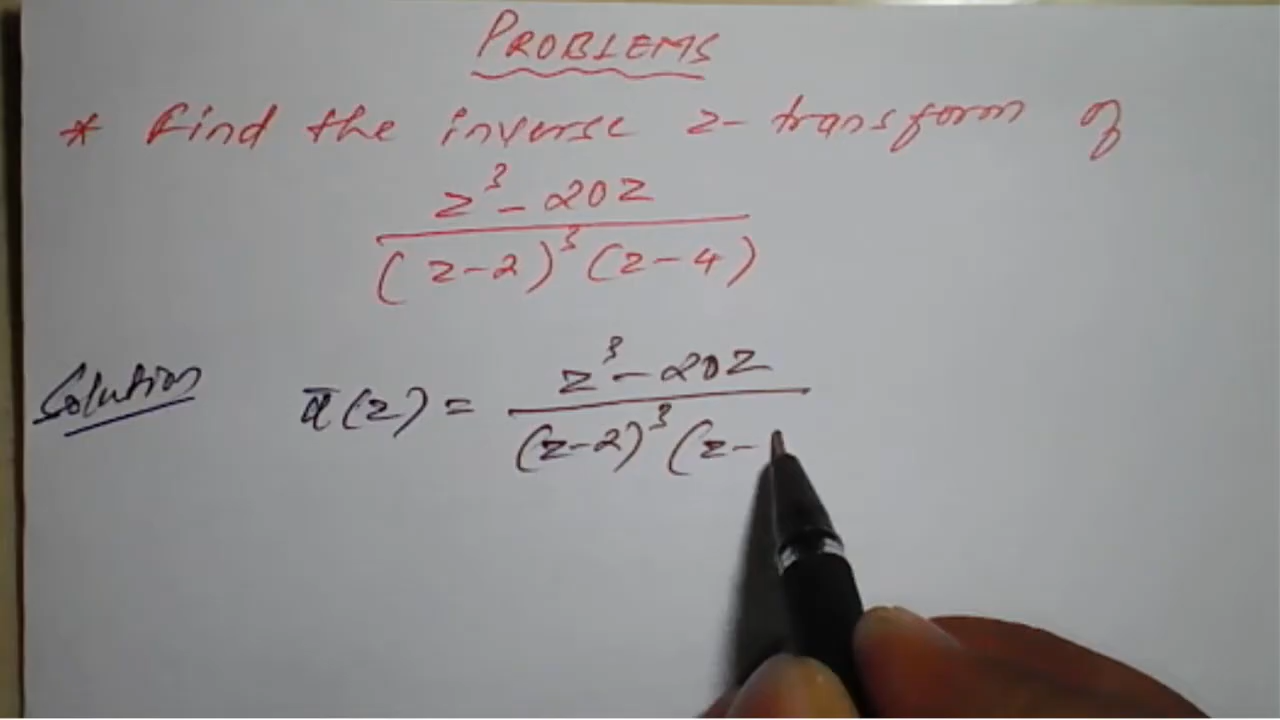 PROBLEMS
* Find the inverse z-transform of
z³ - 20z
(z-2)³ (z-4)
Solution x̄(z) = z³ - 20z
(z-2)³ (z-